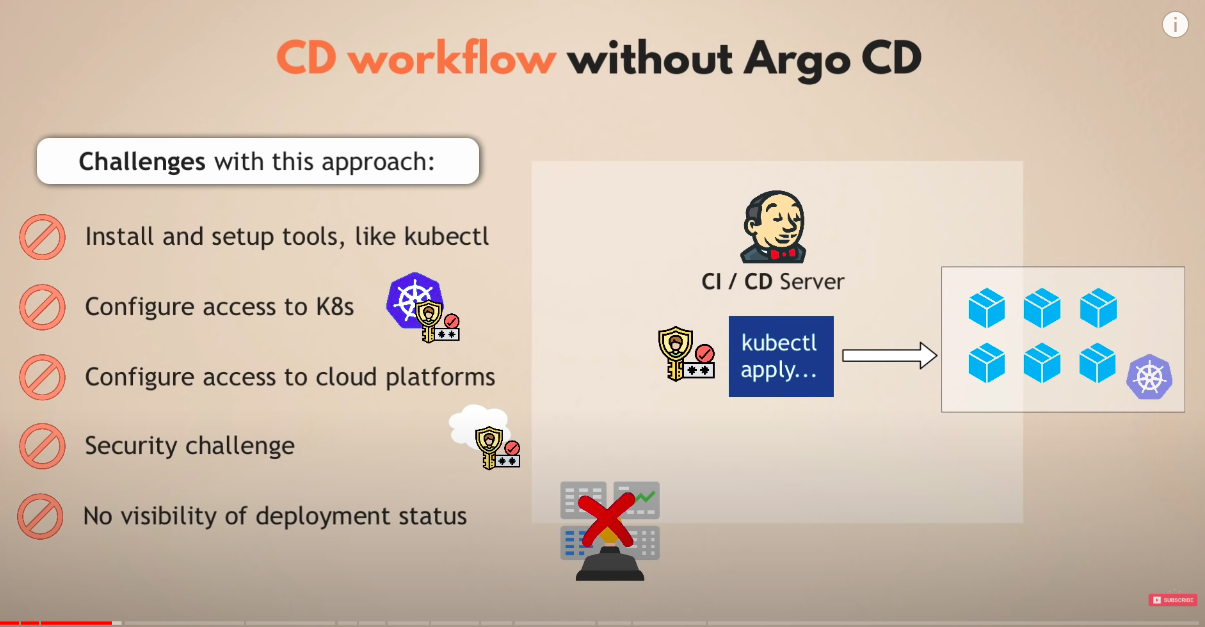 CD workflow without Argo CD
Challenges with this approach:
Install and setup tools, like kubectl
Configure access to K8s
Configure access to cloud platforms
Security challenge
No visibility of deployment status
CI / CD Server
kubectl
apply...
SUBSCRIBE